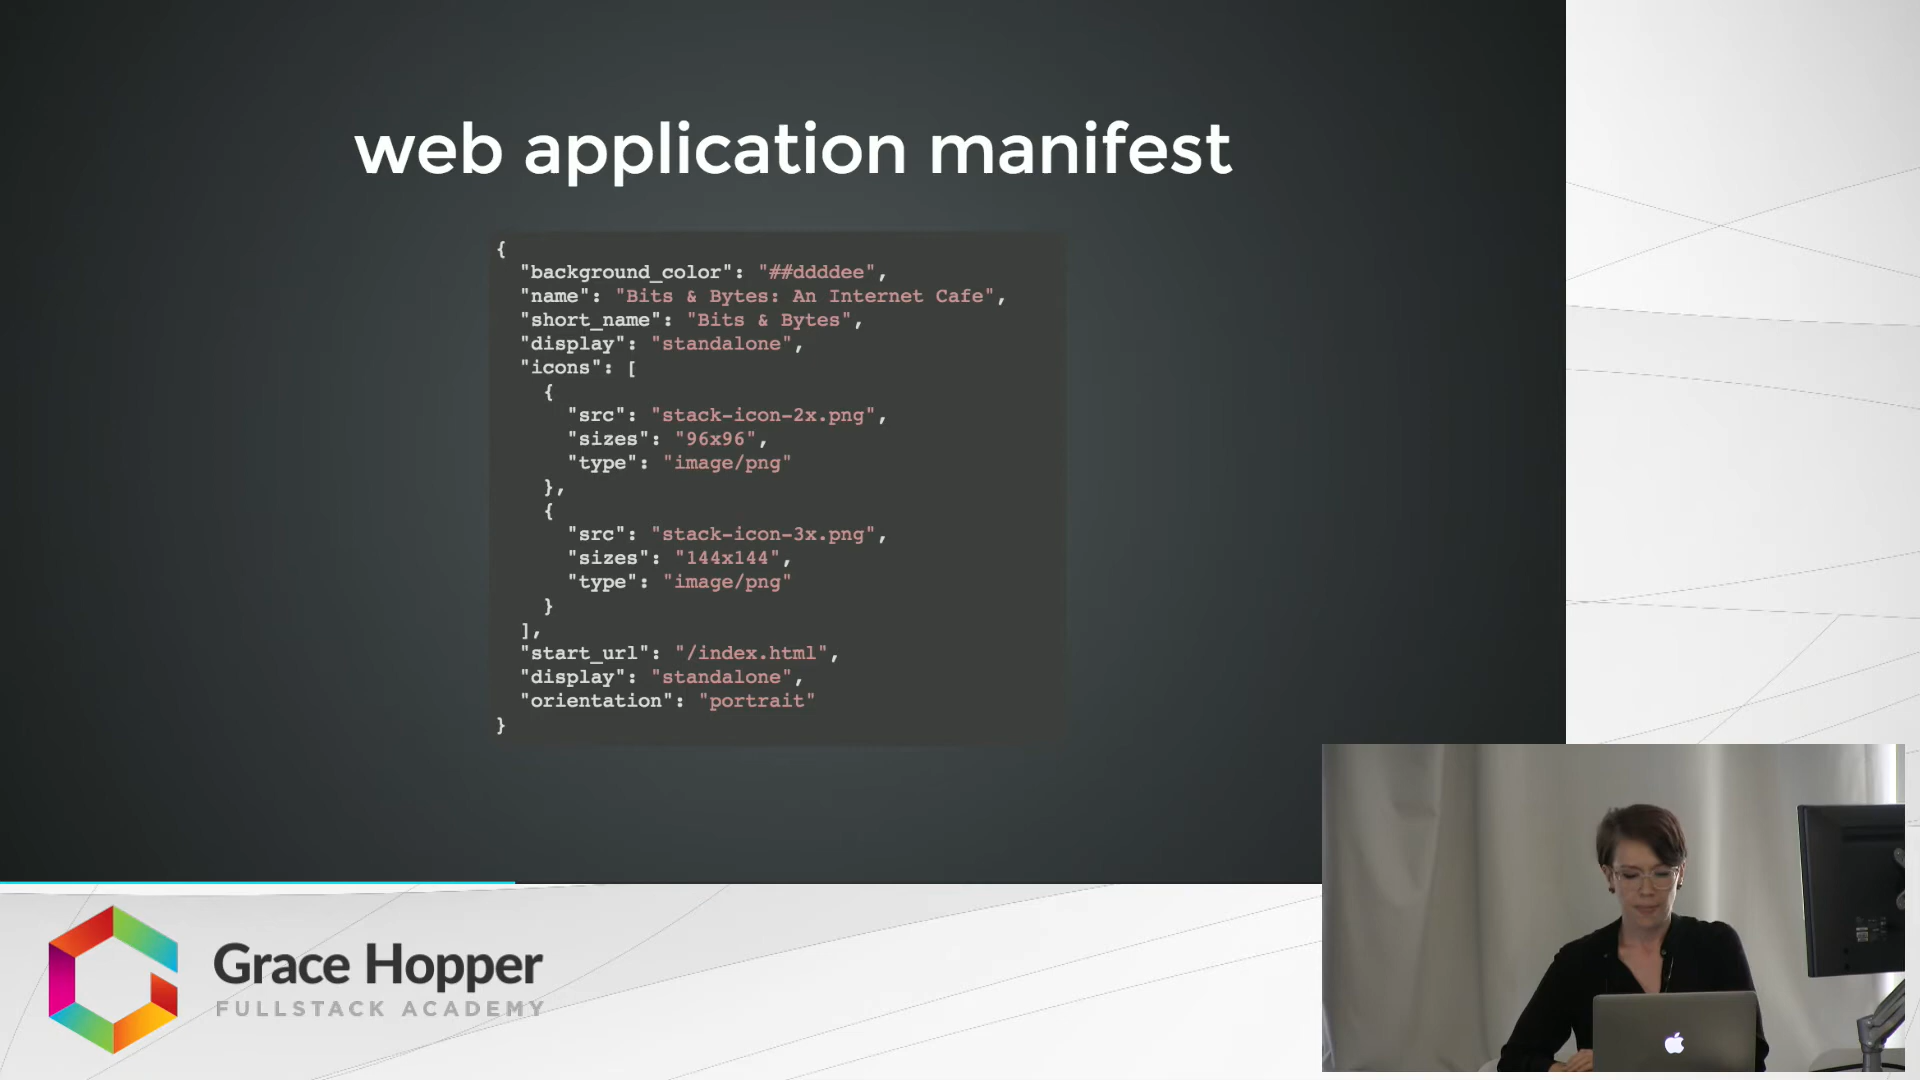 web application manifest
{
"background_color": "##ddddee",
"name": "Bits & Bytes: An Internet Cafe",
"short_name": "Bits & Bytes",
"display": "standalone",
"icons": [
{
"src": "stack-icon-2x.png",
"sizes": "96x96",
"type": "image/png"
},
{
"src": "stack-icon-3x.png",
"sizes": "144x144",
"type": "image/png"
}
],
"start_url": "/index.html",
"display": "standalone",
"orientation": "portrait"
}
Grace Hopper
FULLSTACK ACADEMY